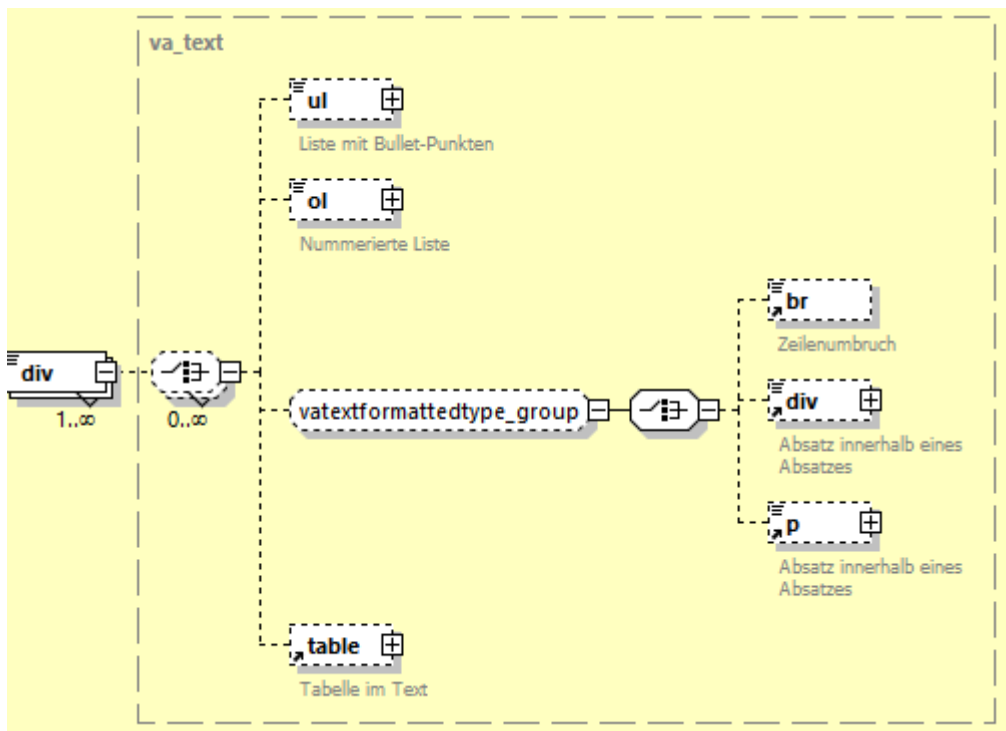 va_text
ul
Liste mit Bullet-Punkten
ol
Nummerierte Liste
br
Zeilenumbruch
div
1..∞
0..∞
vatextformattedtype_group
div
Absatz innerhalb eines
Absatzes
p
Absatz innerhalb eines
Absatzes
table
Tabelle im Text